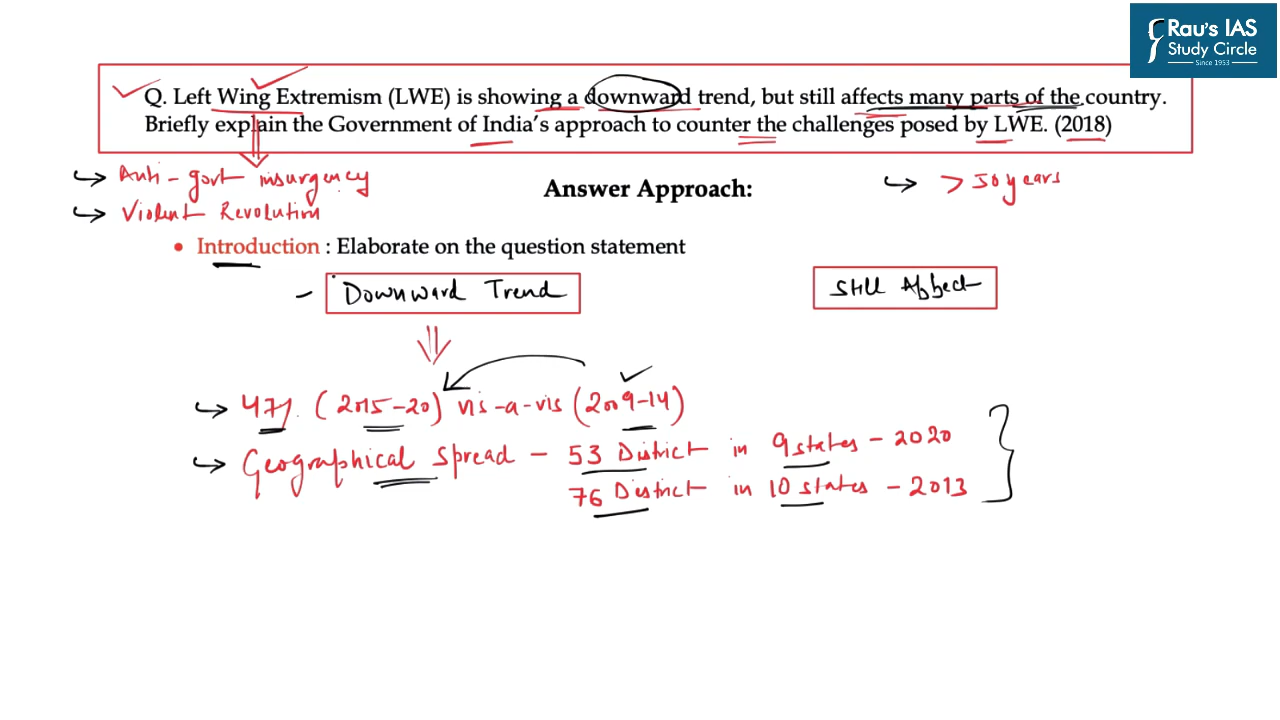 Rau's IAS
Study Circle
Since 1953
Q. Left Wing Extremism (LWE) is showing a downward trend, but still affects many parts of the country.
Briefly explain the Government of India's approach to counter the challenges posed by LWE. (2018)
Anti - govt insurgency
Violent Revolution
Answer Approach:
> 50 years
• Introduction : Elaborate on the question statement
- Downward Trend
Still Affect
47%. (2015-20) vis-a-vis (2009-14)
Geographical Spread - 53 District in 9 states - 2020
76 District in 10 states - 2013